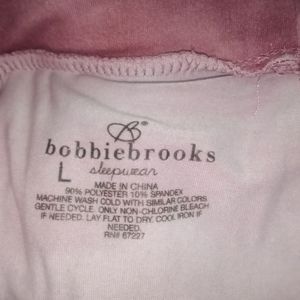 B®
bobbiebrooks
L sleepwear
MADE IN CHINA
90% POLYESTER 10% SPANDEX
MACHINE WASH COLD WITH SIMILAR COLORS
GENTLE CYCLE. ONLY NON-CHLORINE BLEACH
IF NEEDED. LAY FLAT TO DRY. COOL IRON IF
NEEDED.
RN# 67227